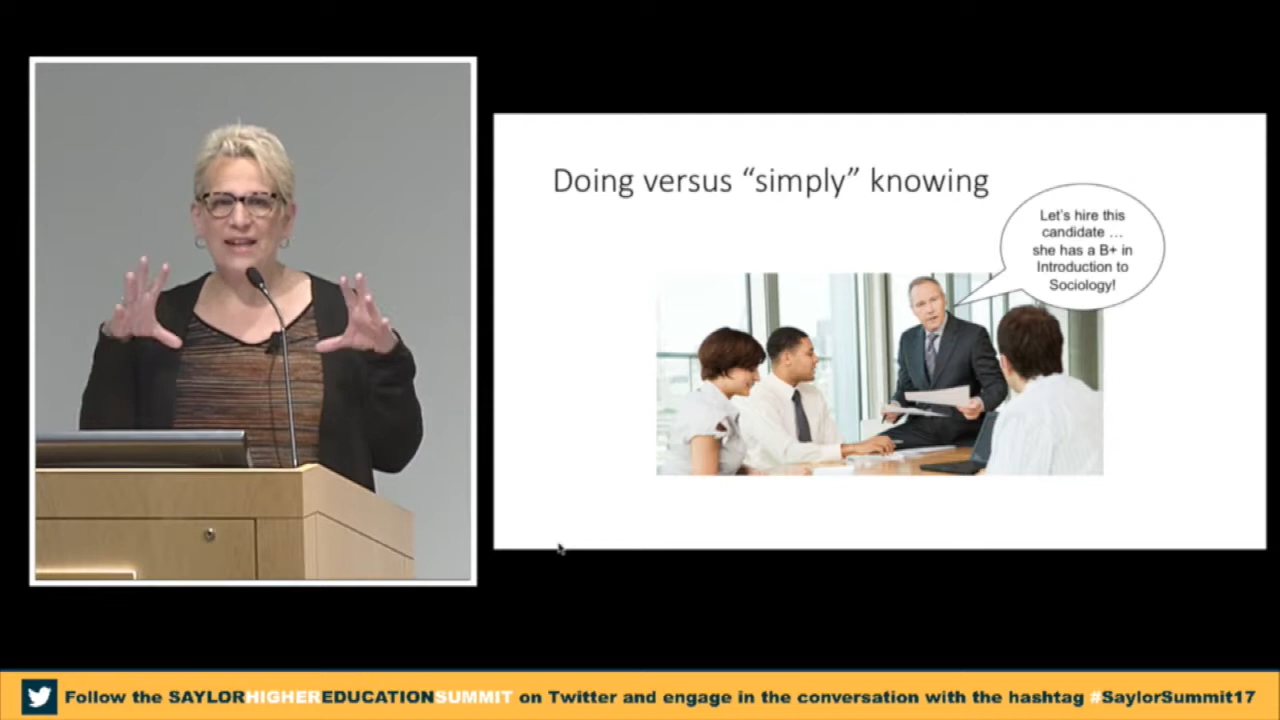 Doing versus “simply” knowing
Let's hire this
candidate ...
she has a B+ in
Introduction to
Sociology!
Follow the SAYLORHIGHEREDUCATIONSUMMIT on Twitter and engage in the conversation with the hashtag #SaylorSummit17